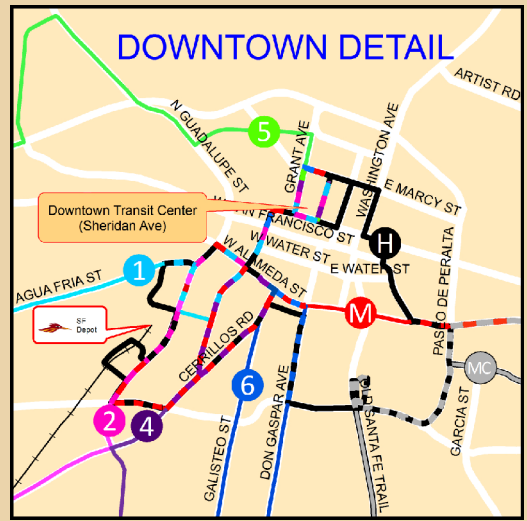 DOWNTOWN DETAIL
ARTIST RD
N GUADALUPE ST
5
GRANT AVE
WASHINGTON AVE
E MARCY ST
Downtown Transit Center
(Sheridan Ave)
W SAN FRANCISCO ST
W WATER ST
H
E WATER ST
PASEO DE PERALTA
1
AGUA FRIA ST
W ALAMEDA ST
M
SF
Depot
CERRILLOS RD
MC
6
2
4
GALISTEO ST
DON GASPAR AVE
OLD SANTA FE TRAIL
GARCIA ST